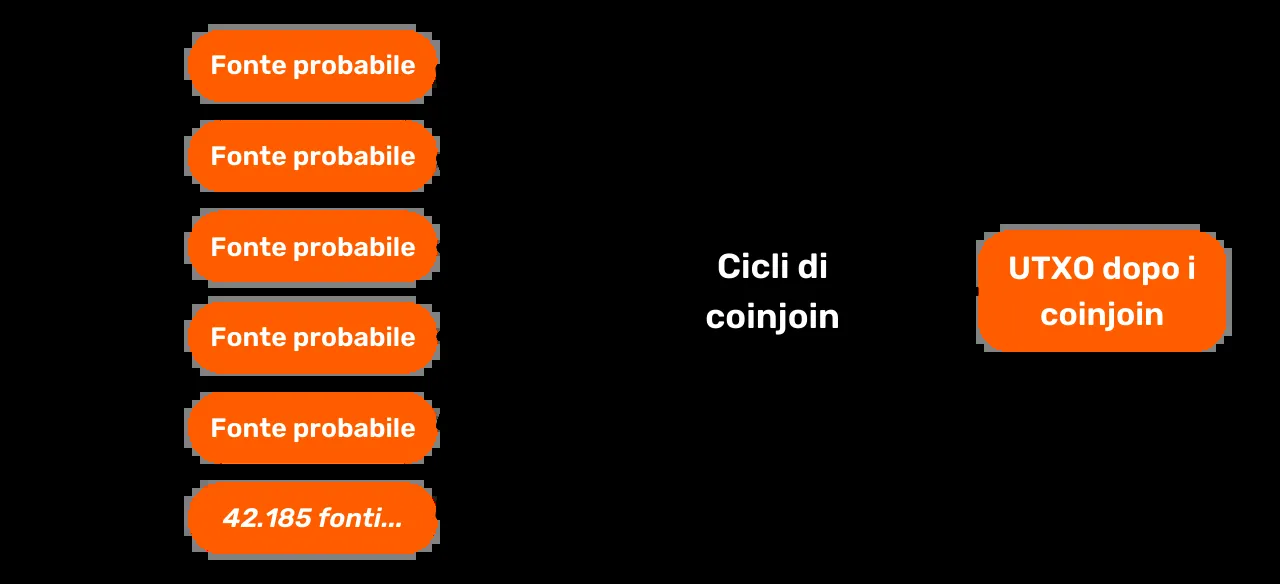 Fonte probabile
Fonte probabile
Fonte probabile
Fonte probabile
Fonte probabile
42.185 fonti...
Cicli di
coinjoin
UTXO dopo i
coinjoin